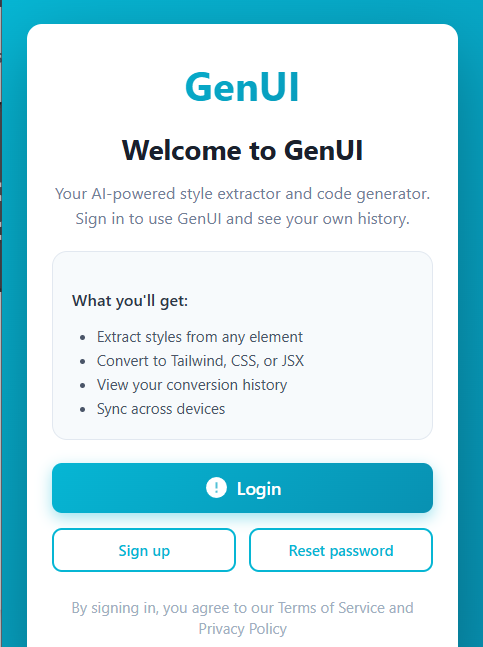 GenUI
Welcome to GenUI
Your AI-powered style extractor and code generator.
Sign in to use GenUI and see your own history.
What you'll get:
Extract styles from any element
Convert to Tailwind, CSS, or JSX
View your conversion history
Sync across devices
Login
Sign up
Reset password
By signing in, you agree to our Terms of Service and
Privacy Policy